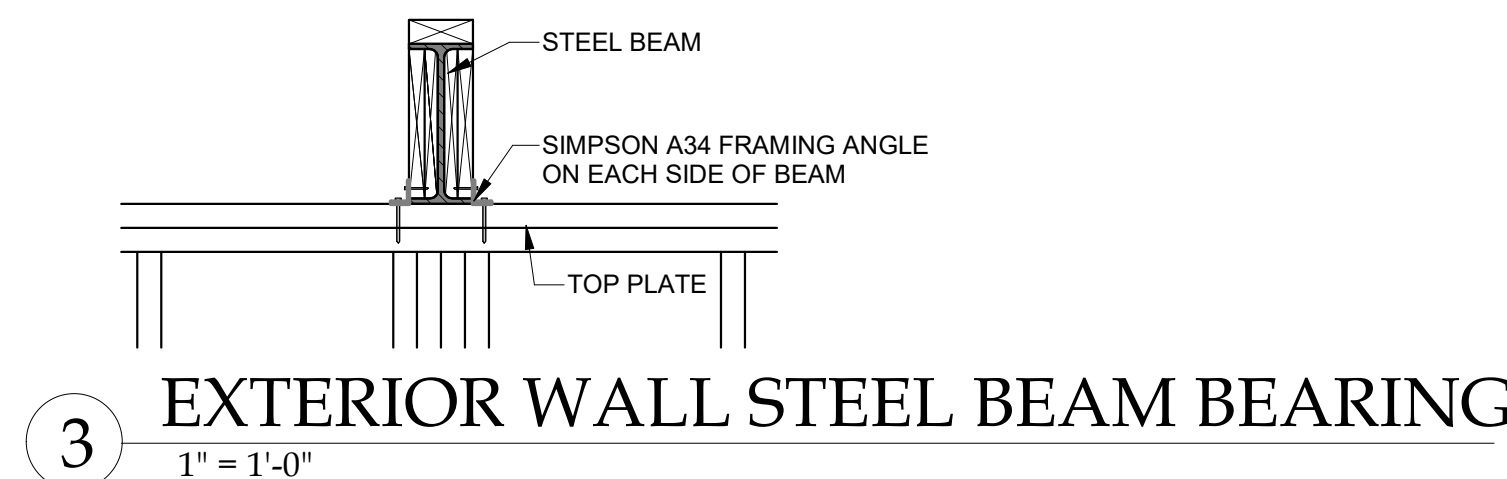 STEEL BEAM
SIMPSON A34 FRAMING ANGLE
ON EACH SIDE OF BEAM
TOP PLATE
3
EXTERIOR WALL STEEL BEAM BEARING
1" = 1'-0"